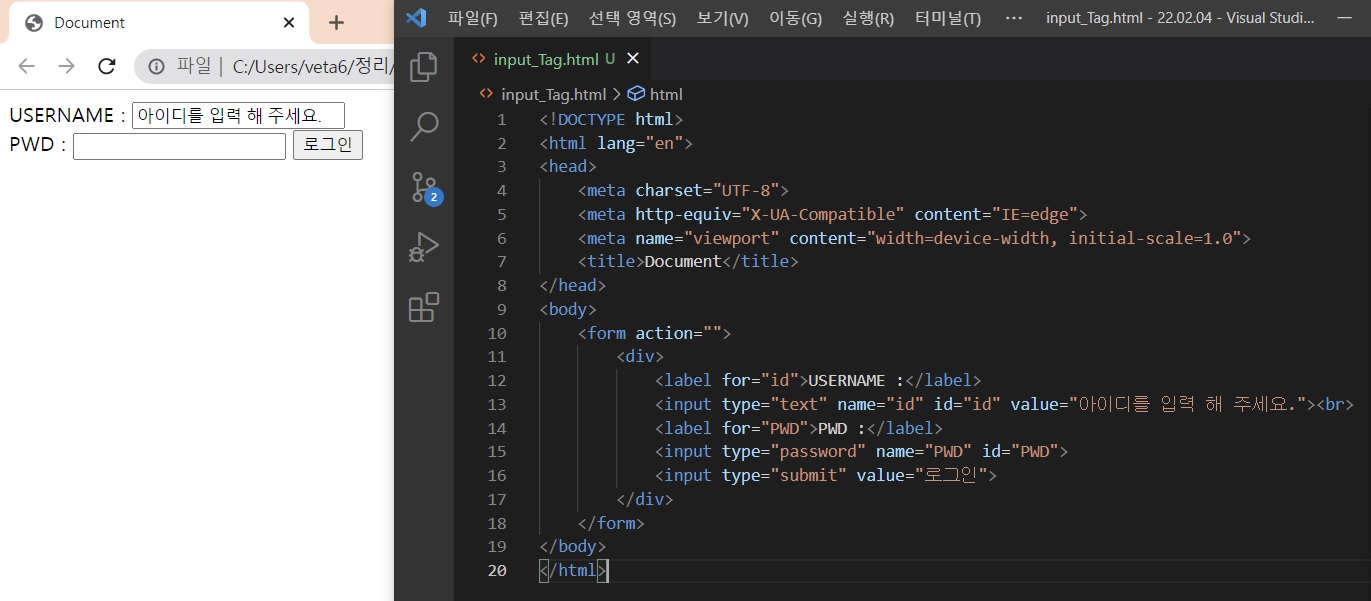 Document
파일 | C:/Users/veta6/정리/
USERNAME : 아이디를 입력 해 주세요.
PWD : 로그인
파일(F) 편집(E) 선택 영역(S) 보기(V) 이동(G) 실행(R) 터미널(T) ··· input_Tag.html - 22.02.04 - Visual Studi...
input_Tag.html U
input_Tag.html > html
2
1 <!DOCTYPE html>
2 <html lang="en">
3 <head>
4 <meta charset="UTF-8">
5 <meta http-equiv="X-UA-Compatible" content="IE=edge">
6 <meta name="viewport" content="width=device-width, initial-scale=1.0">
7 <title>Document</title>
8 </head>
9 <body>
10 <form action="">
11 <div>
12 <label for="id">USERNAME :</label>
13 <input type="text" name="id" id="id" value="아이디를 입력 해 주세요."><br>
14 <label for="PWD">PWD :</label>
15 <input type="password" name="PWD" id="PWD">
16 <input type="submit" value="로그인">
17 </div>
18 </form>
19 </body>
20 </html>